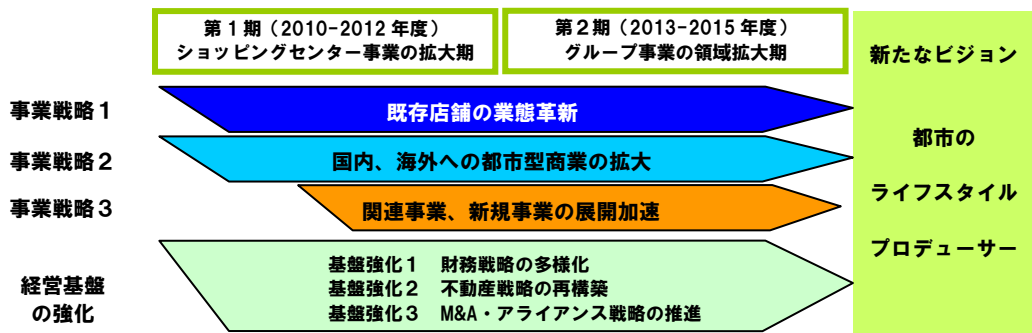 第１期（2010-2012 年度）
ショッピングセンター事業の拡大期
第２期（2013-2015 年度）
グループ事業の領域拡大期
新たなビジョン
都市の
ライフスタイル
プロデューサー
事業戦略１
既存店舗の業態革新
事業戦略２
国内、海外への都市型商業の拡大
事業戦略３
関連事業、新規事業の展開加速
経営基盤
の強化
基盤強化１　財務戦略の多様化
基盤強化２　不動産戦略の再構築
基盤強化３　M&A・アライアンス戦略の推進